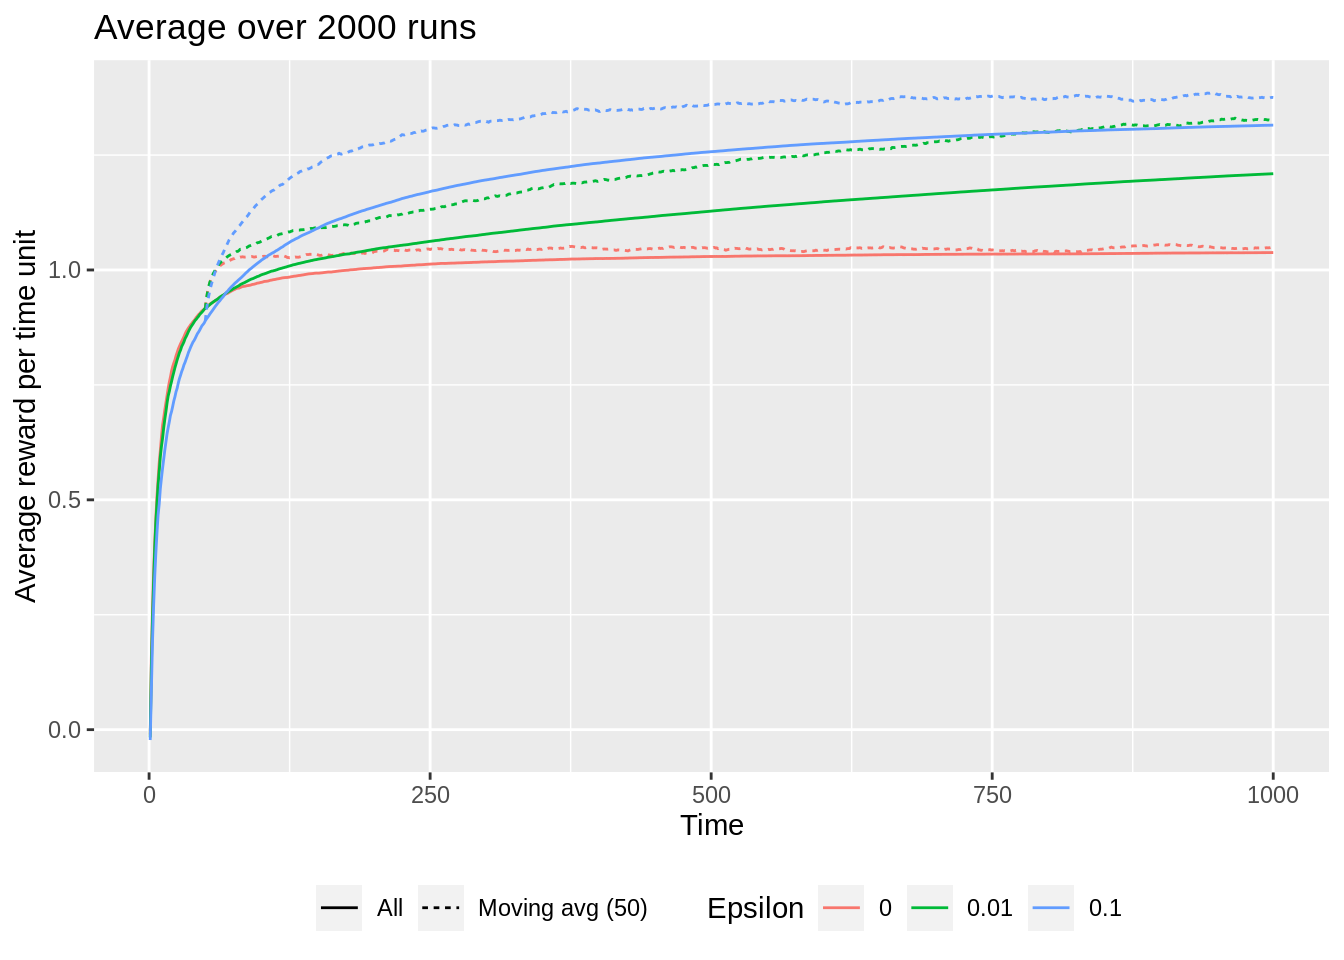 Average over 2000 runs
Average reward per time unit
1.0
0.5
0.0
0 250 500 750 1000
Time
All Moving avg (50) Epsilon 0 0.01 0.1